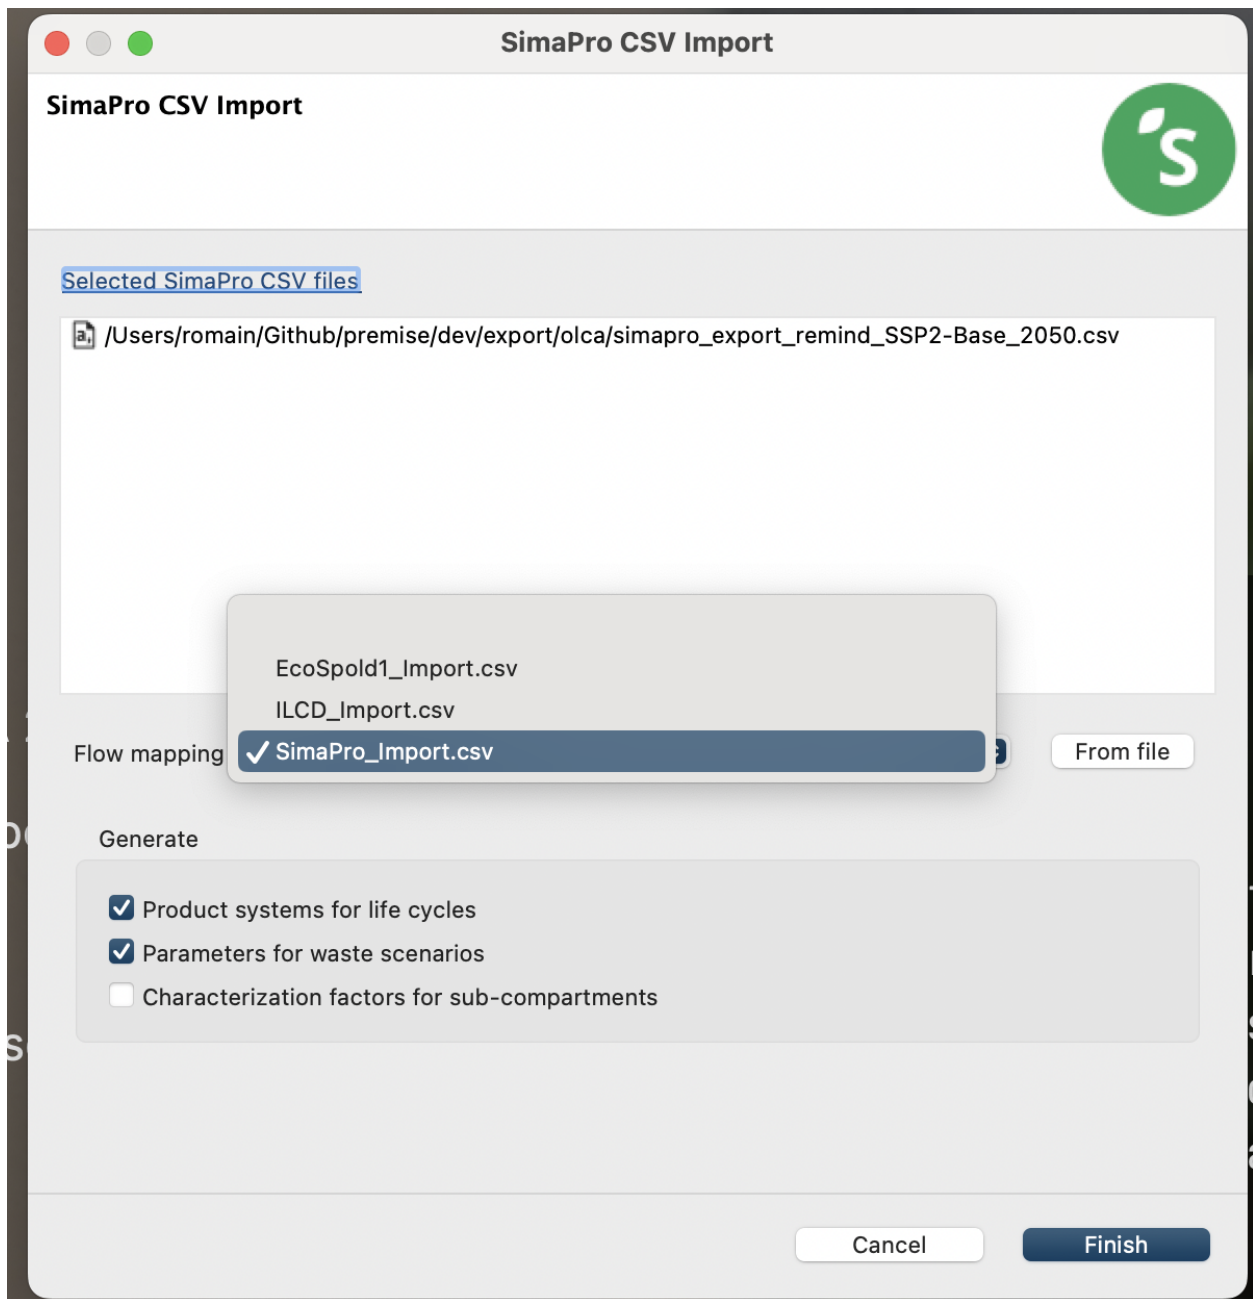 SimaPro CSV Import
SimaPro CSV Import
S
Selected SimaPro CSV files
a,
/Users/romain/Github/premise/dev/export/olca/simapro_export_remind_SSP2-Base_2050.csv
EcoSpold1_Import.csv
ILCD_Import.csv
Flow mapping
SimaPro_Import.csv
From file
Generate
Product systems for life cycles
Parameters for waste scenarios
Characterization factors for sub-compartments
Cancel
Finish